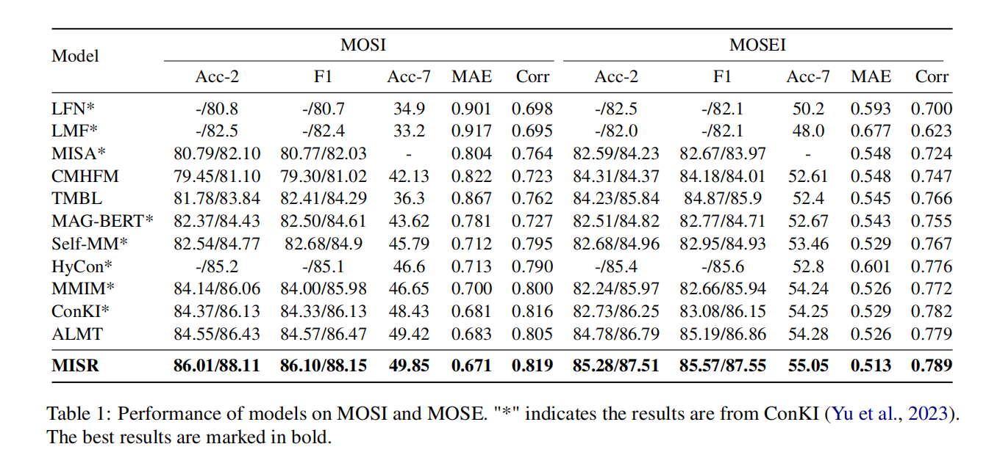 Model MOSI MOSEI
Acc-2 F1 Acc-7 MAE Corr Acc-2 F1 Acc-7 MAE Corr
LFN* -/80.8 -/80.7 34.9 0.901 0.698 -/82.5 -/82.1 50.2 0.593 0.700
LMF* -/82.5 -/82.4 33.2 0.917 0.695 -/82.0 -/82.1 48.0 0.677 0.623
MISA* 80.79/82.10 80.77/82.03 - 0.804 0.764 82.59/84.23 82.67/83.97 - 0.548 0.724
CMHFM 79.45/81.10 79.30/81.02 42.13 0.822 0.723 84.31/84.37 84.18/84.01 52.61 0.548 0.747
TMBL 81.78/83.84 82.41/84.29 36.3 0.867 0.762 84.23/85.84 84.87/85.9 52.4 0.545 0.766
MAG-BERT* 82.37/84.43 82.50/84.61 43.62 0.781 0.727 82.51/84.82 82.77/84.71 52.67 0.543 0.755
Self-MM* 82.54/84.77 82.68/84.9 45.79 0.712 0.795 82.68/84.96 82.95/84.93 53.46 0.529 0.767
HyCon* -/85.2 -/85.1 46.6 0.713 0.790 -/85.4 -/85.6 52.8 0.601 0.776
MMIM* 84.14/86.06 84.00/85.98 46.65 0.700 0.800 82.24/85.97 82.66/85.94 54.24 0.526 0.772
ConKI* 84.37/86.13 84.33/86.13 48.43 0.681 0.816 82.73/86.25 83.08/86.15 54.25 0.529 0.782
ALMT 84.55/86.43 84.57/86.47 49.42 0.683 0.805 84.78/86.79 85.19/86.86 54.28 0.526 0.779
MISR 86.01/88.11 86.10/88.15 49.85 0.671 0.819 85.28/87.51 85.57/87.55 55.05 0.513 0.789
Table 1: Performance of models on MOSI and MOSE. "*" indicates the results are from ConKI (Yu et al., 2023).
The best results are marked in bold.